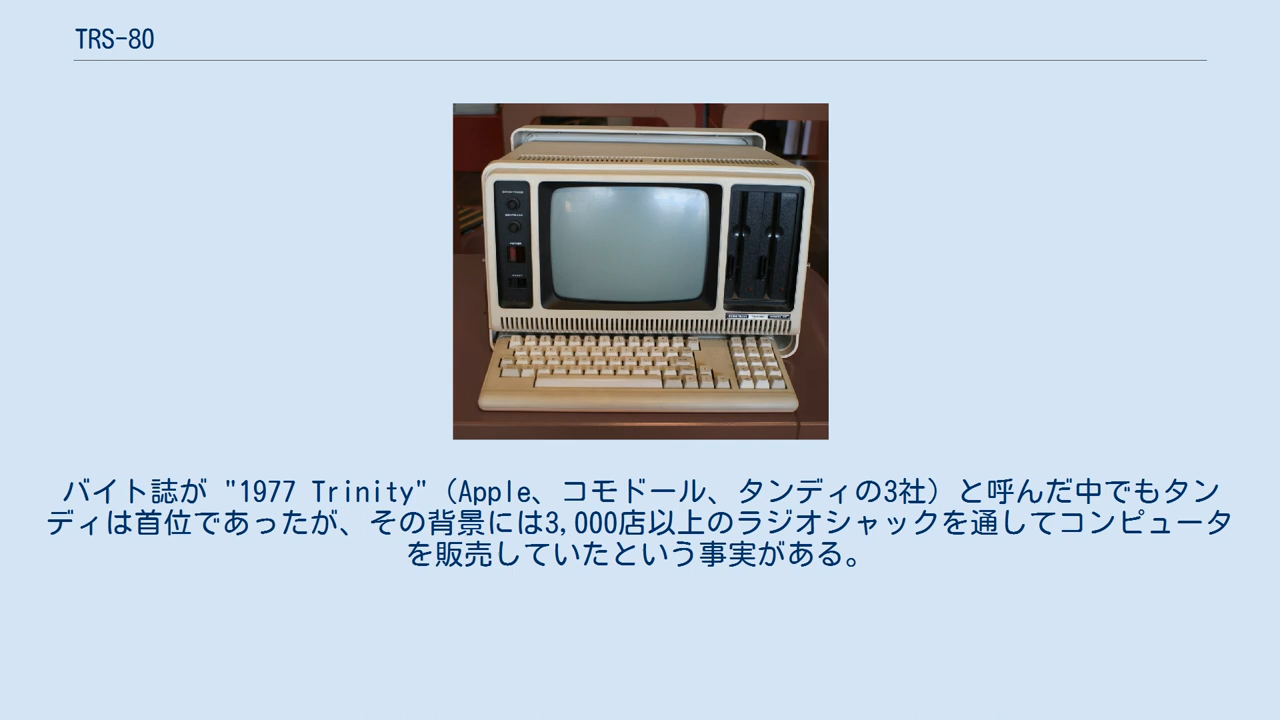 TRS-80
バイト誌が "1977 Trinity"（Apple、コモドール、タンディの3社）と呼んだ中でもタン
ディは首位であったが、その背景には3,000店以上のラジオシャックを通してコンピュータ
を販売していたという事実がある。